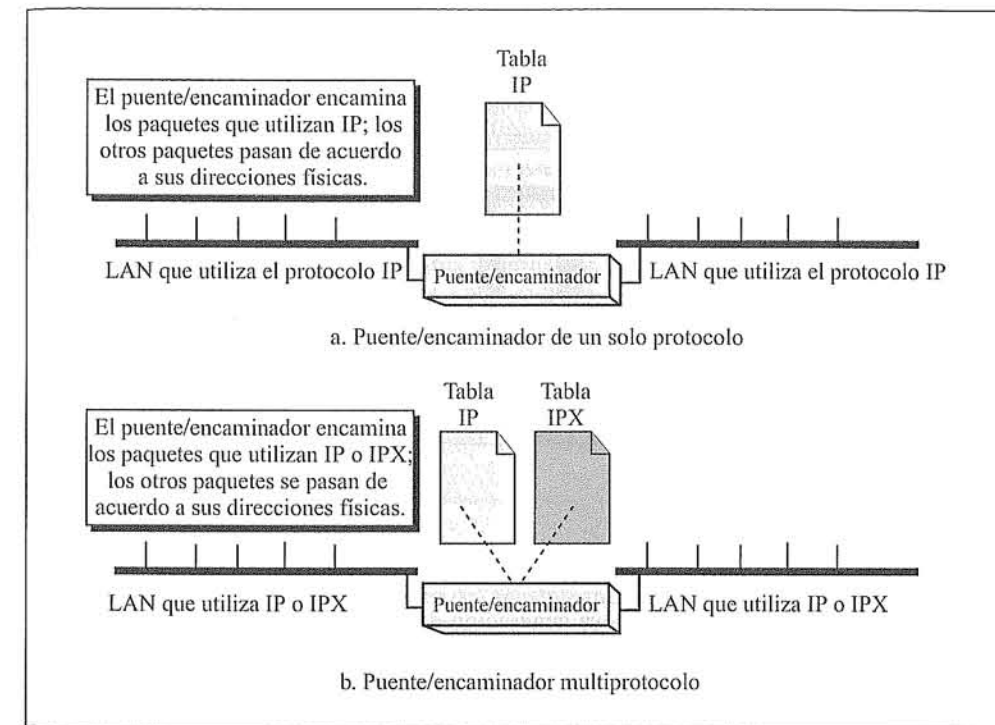 Tabla
IP
El puente/encaminador encamina
los paquetes que utilizan IP; los
otros paquetes pasan de acuerdo
a sus direcciones físicas.
LAN que utiliza el protocolo IP
Puente/encaminador
LAN que utiliza el protocolo IP
a. Puente/encaminador de un solo protocolo
Tabla
IP
Tabla
IPX
El puente/encaminador encamina
los paquetes que utilizan IP o IPX;
los otros paquetes se pasan de
acuerdo a sus direcciones físicas.
LAN que utiliza IP o IPX
Puente/encaminador
LAN que utiliza IP o IPX
b. Puente/encaminador multiprotocolo